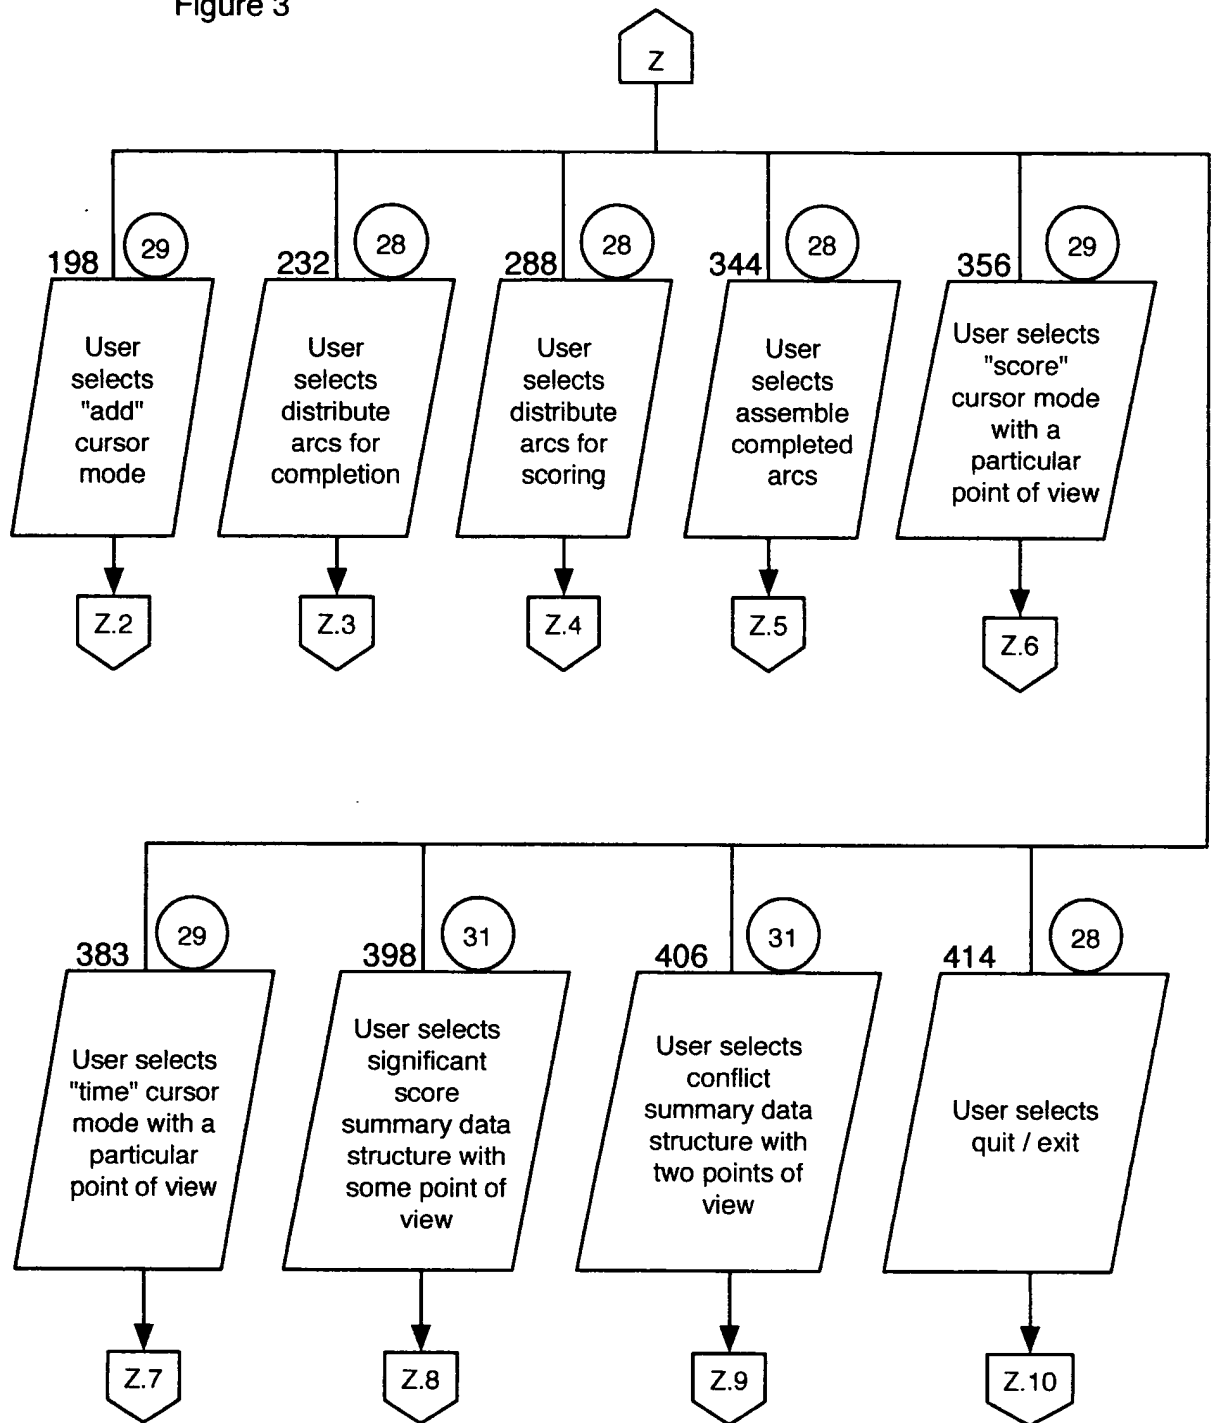 Figure 3
Z
198
29
User
selects
"add"
cursor
mode
Z.2
232
28
User
selects
distribute
arcs for
completion
Z.3
288
28
User
selects
distribute
arcs for
scoring
Z.4
344
28
User
selects
assemble
completed
arcs
Z.5
356
29
User selects
"score"
cursor mode
with a
particular
point of view
Z.6
383
29
User selects
"time" cursor
mode with a
particular
point of view
Z.7
398
31
User selects
significant
score
summary data
structure with
some point of
view
Z.8
406
31
User selects
conflict
summary data
structure with
two points of
view
Z.9
414
28
User selects
quit / exit
Z.10